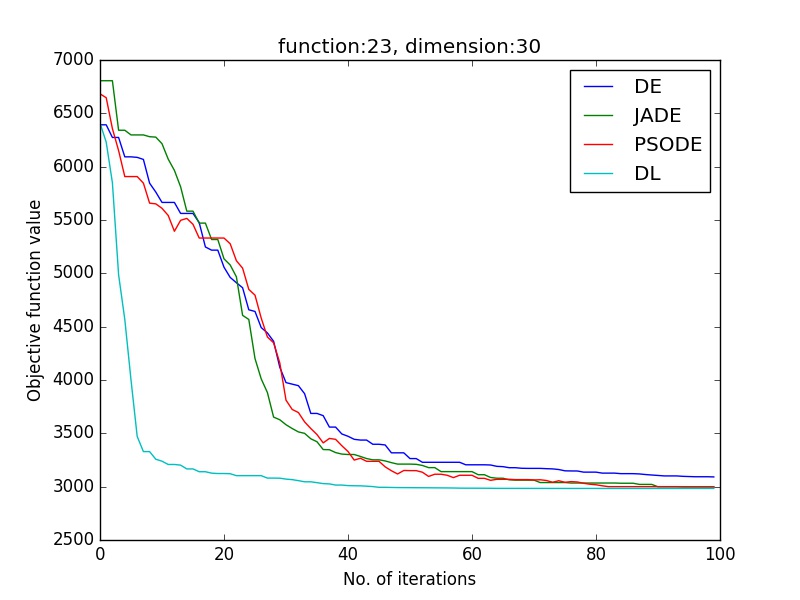 function:23, dimension:30
7000
6500
6000
5500
5000
4500
4000
3500
3000
2500
Objective function value
0 20 40 60 80 100
No. of iterations
DE
JADE
PSODE
DL